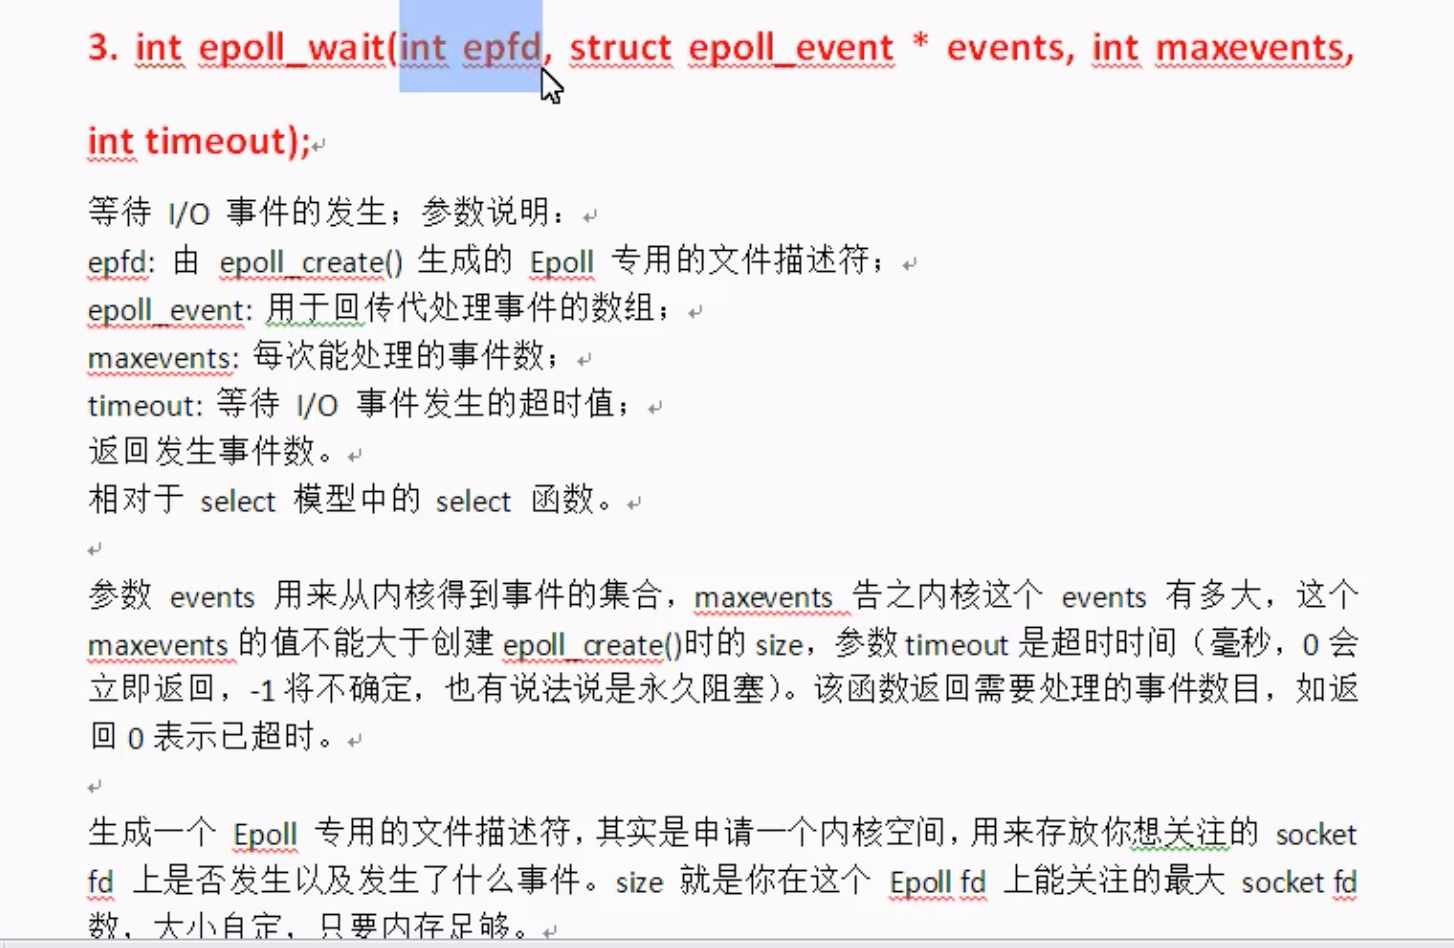 3. int epoll_wait(int epfd, struct epoll_event * events, int maxevents,
int timeout);
等待 I/O 事件的发生；参数说明：
epfd: 由 epoll_create() 生成的 Epoll 专用的文件描述符；
epoll_event: 用于回传代处理事件的数组；
maxevents: 每次能处理的事件数；
timeout: 等待 I/O 事件发生的超时值；
返回发生事件数。
相对于 select 模型中的 select 函数。
参数 events 用来从内核得到事件的集合，maxevents 告之内核这个 events 有多大，这个
maxevents 的值不能大于创建 epoll_create()时的 size，参数 timeout 是超时时间（毫秒，0 会
立即返回，-1 将不确定，也有说法说是永久阻塞）。该函数返回需要处理的事件数目，如返
回 0 表示已超时。
生成一个 Epoll 专用的文件描述符，其实是申请一个内核空间，用来存放你想关注的 socket
fd 上是否发生以及发生了什么事件。size 就是你在这个 Epoll fd 上能关注的最大 socket fd
数，大小自定，只要内存足够。